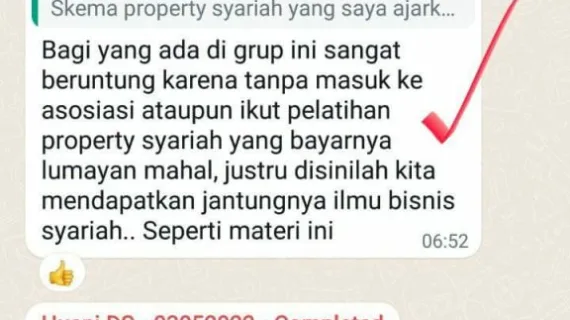 Skema property syariah yang saya ajark...
Bagi yang ada di grup ini sangat
beruntung karena tanpa masuk ke
asosiasi ataupun ikut pelatihan
property syariah yang bayarnya
lumayan mahal, justru disinilah kita
mendapatkan jantungnya ilmu bisnis
syariah.. Seperti materi ini
06:52